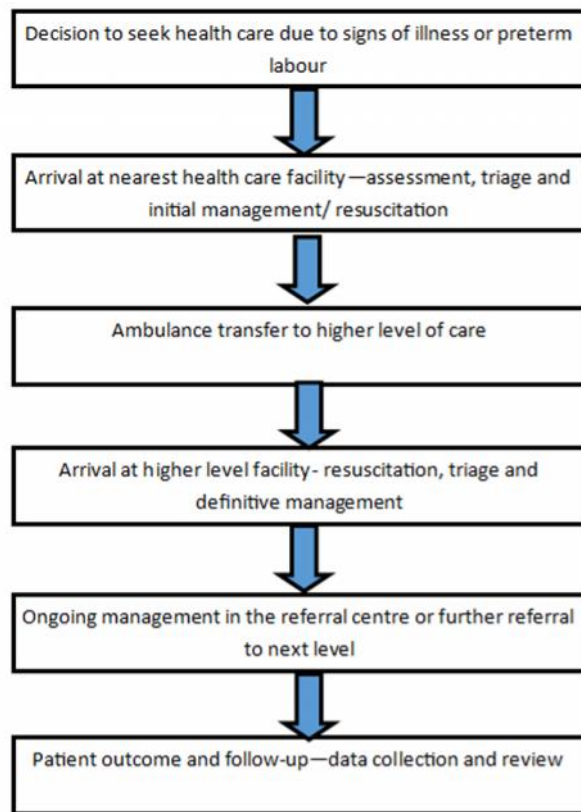 Decision to seek health care due to signs of illness or preterm
labour
Arrival at nearest health care facility—assessment, triage and
initial management/ resuscitation
Ambulance transfer to higher level of care
Arrival at higher level facility- resuscitation, triage and
definitive management
Ongoing management in the referral centre or further referral
to next level
Patient outcome and follow-up—data collection and review